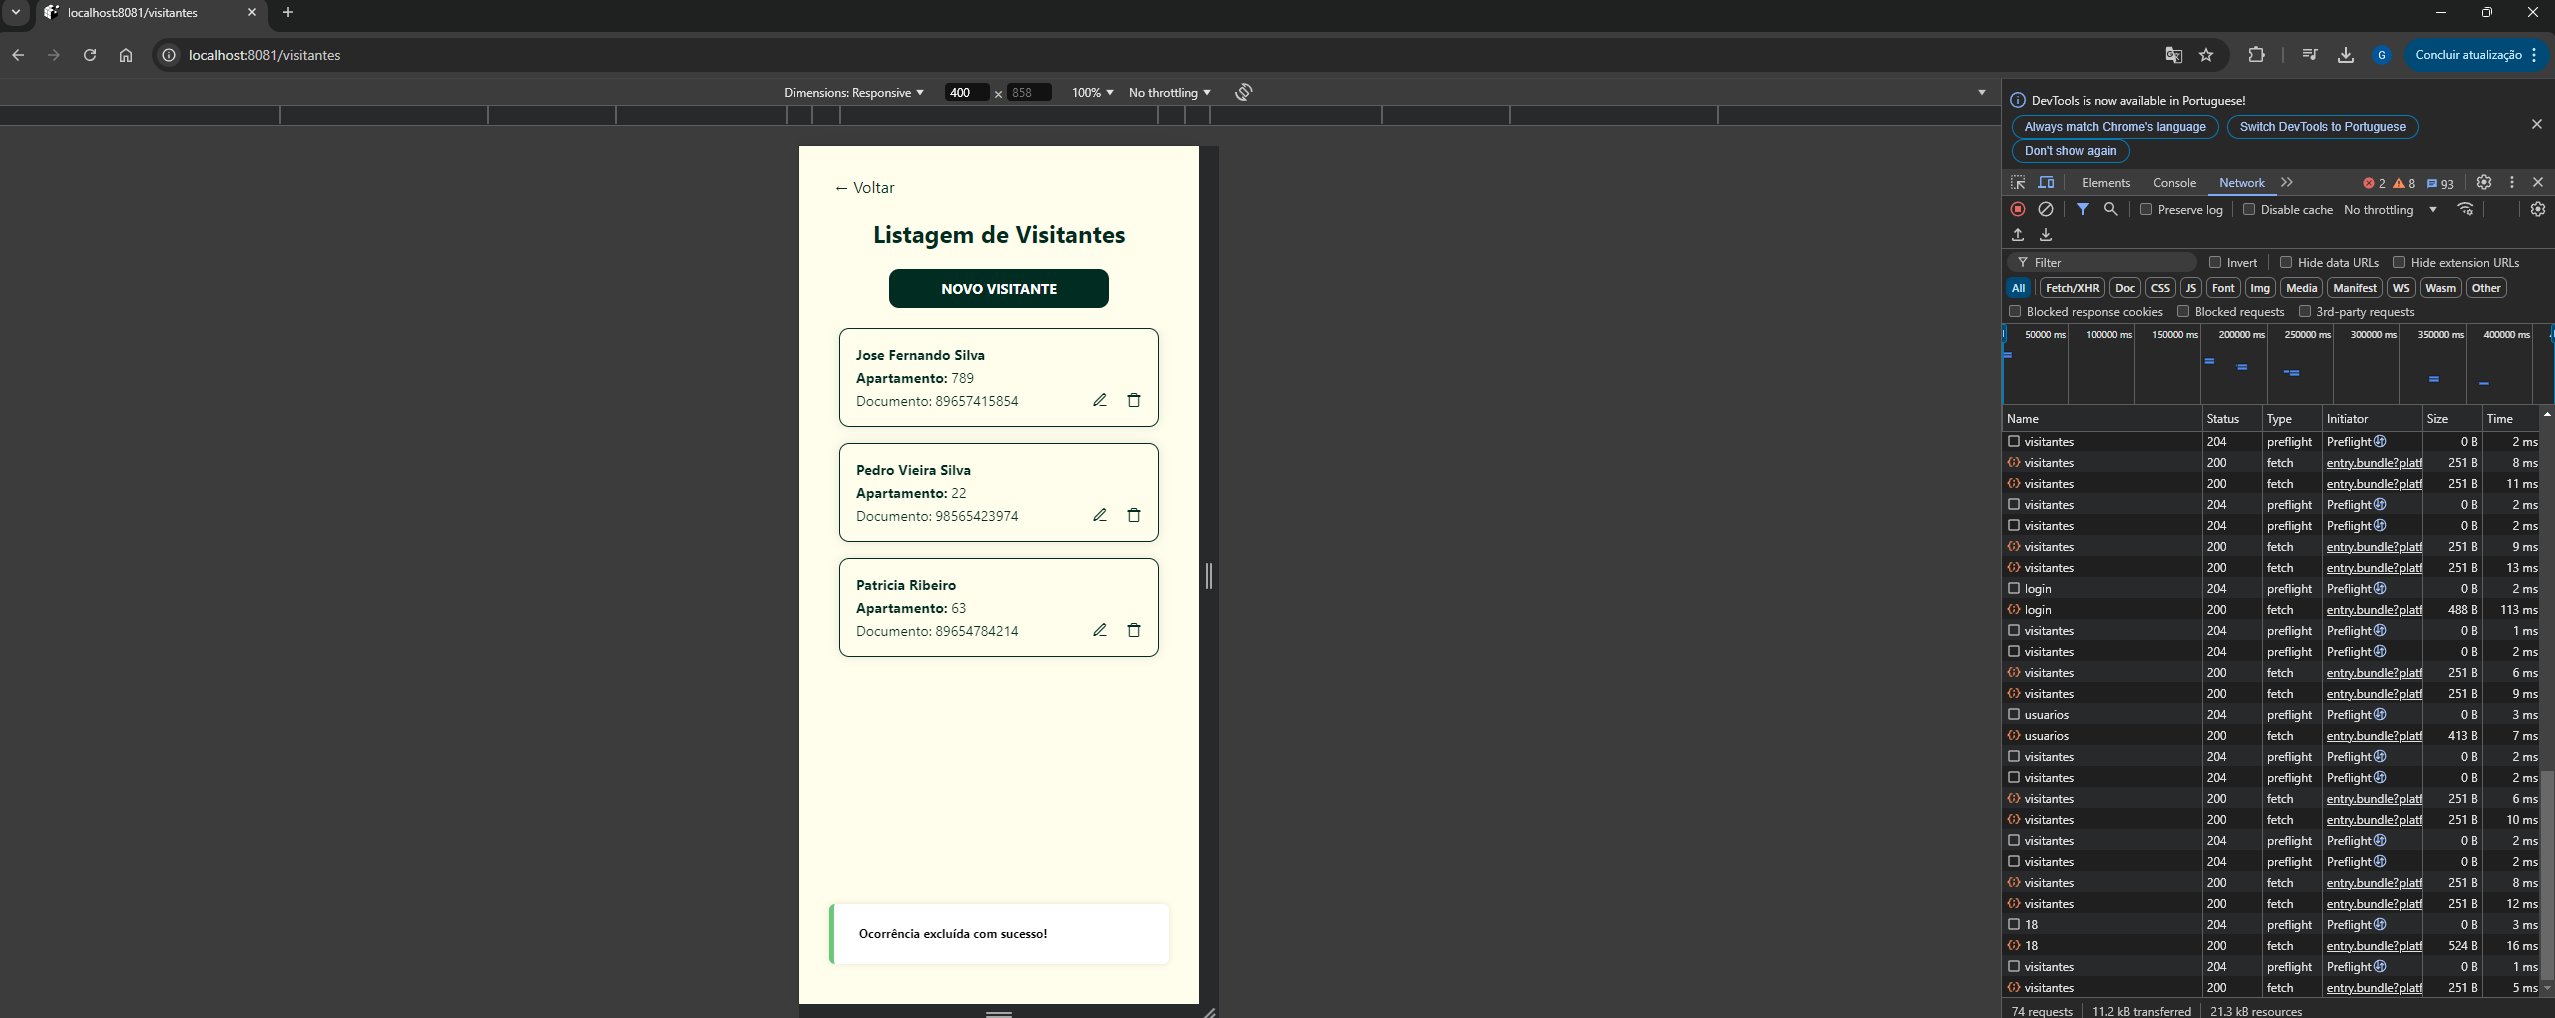 localhost:8081/visitantes
localhost:8081/visitantes
G
Concluir atualização
Dimensions: Responsive
400 × 858
100%
No throttling
← Voltar
Listagem de Visitantes
NOVO VISITANTE
Jose Fernando Silva
Apartamento: 789
Documento: 89657415854
Pedro Vieira Silva
Apartamento: 22
Documento: 98565423974
Patricia Ribeiro
Apartamento: 63
Documento: 89654784214
Ocorrência excluída com sucesso!
DevTools is now available in Portuguese!
Always match Chrome's language
Switch DevTools to Portuguese
Don't show again
Elements Console Network 2 8 93
Preserve log Disable cache No throttling
Filter Invert Hide data URLs Hide extension URLs
All Fetch/XHR Doc CSS JS Font Img Media Manifest WS Wasm Other
Blocked response cookies Blocked requests 3rd-party requests
50000 ms 100000 ms 150000 ms 200000 ms 250000 ms 300000 ms 350000 ms 400000 ms
Name Status Type Initiator Size Time
visitantes 204 preflight Preflight 0 B 2 ms
visitantes 200 fetch entry.bundle?platf 251 B 8 ms
visitantes 200 fetch entry.bundle?platf 251 B 11 ms
visitantes 204 preflight Preflight 0 B 2 ms
visitantes 204 preflight Preflight 0 B 2 ms
visitantes 200 fetch entry.bundle?platf 251 B 9 ms
visitantes 200 fetch entry.bundle?platf 251 B 13 ms
login 204 preflight Preflight 0 B 2 ms
login 200 fetch entry.bundle?platf 488 B 113 ms
visitantes 204 preflight Preflight 0 B 1 ms
visitantes 204 preflight Preflight 0 B 2 ms
visitantes 200 fetch entry.bundle?platf 251 B 6 ms
visitantes 200 fetch entry.bundle?platf 251 B 9 ms
usuarios 204 preflight Preflight 0 B 3 ms
usuarios 200 fetch entry.bundle?platf 413 B 7 ms
visitantes 204 preflight Preflight 0 B 2 ms
visitantes 204 preflight Preflight 0 B 2 ms
visitantes 200 fetch entry.bundle?platf 251 B 6 ms
visitantes 200 fetch entry.bundle?platf 251 B 10 ms
visitantes 204 preflight Preflight 0 B 2 ms
visitantes 204 preflight Preflight 0 B 2 ms
visitantes 200 fetch entry.bundle?platf 251 B 8 ms
visitantes 200 fetch entry.bundle?platf 251 B 12 ms
18 204 preflight Preflight 0 B 3 ms
18 200 fetch entry.bundle?platf 524 B 16 ms
visitantes 204 preflight Preflight 0 B 1 ms
visitantes 200 fetch entry.bundle?platf 251 B 5 ms
74 requests 11.2 kB transferred 21.3 kB resources